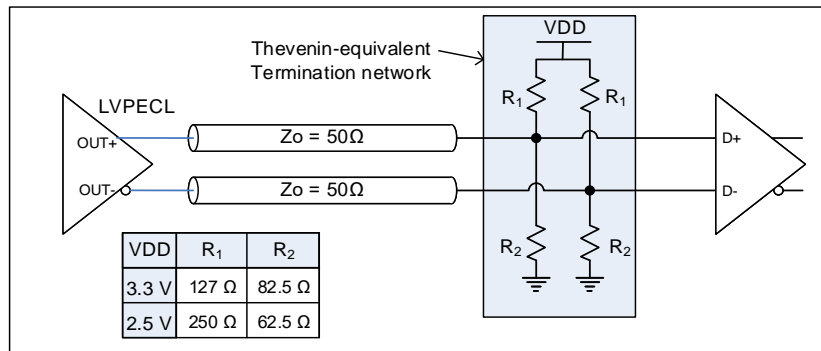 VDD
Thevenin-equivalent
Termination network
R1 R1
LVPECL
OUT+ Zo = 50Ω D+
OUT- Zo = 50Ω D-
R2 R2
VDD R1 R2
3.3 V 127 Ω 82.5 Ω
2.5 V 250 Ω 62.5 Ω